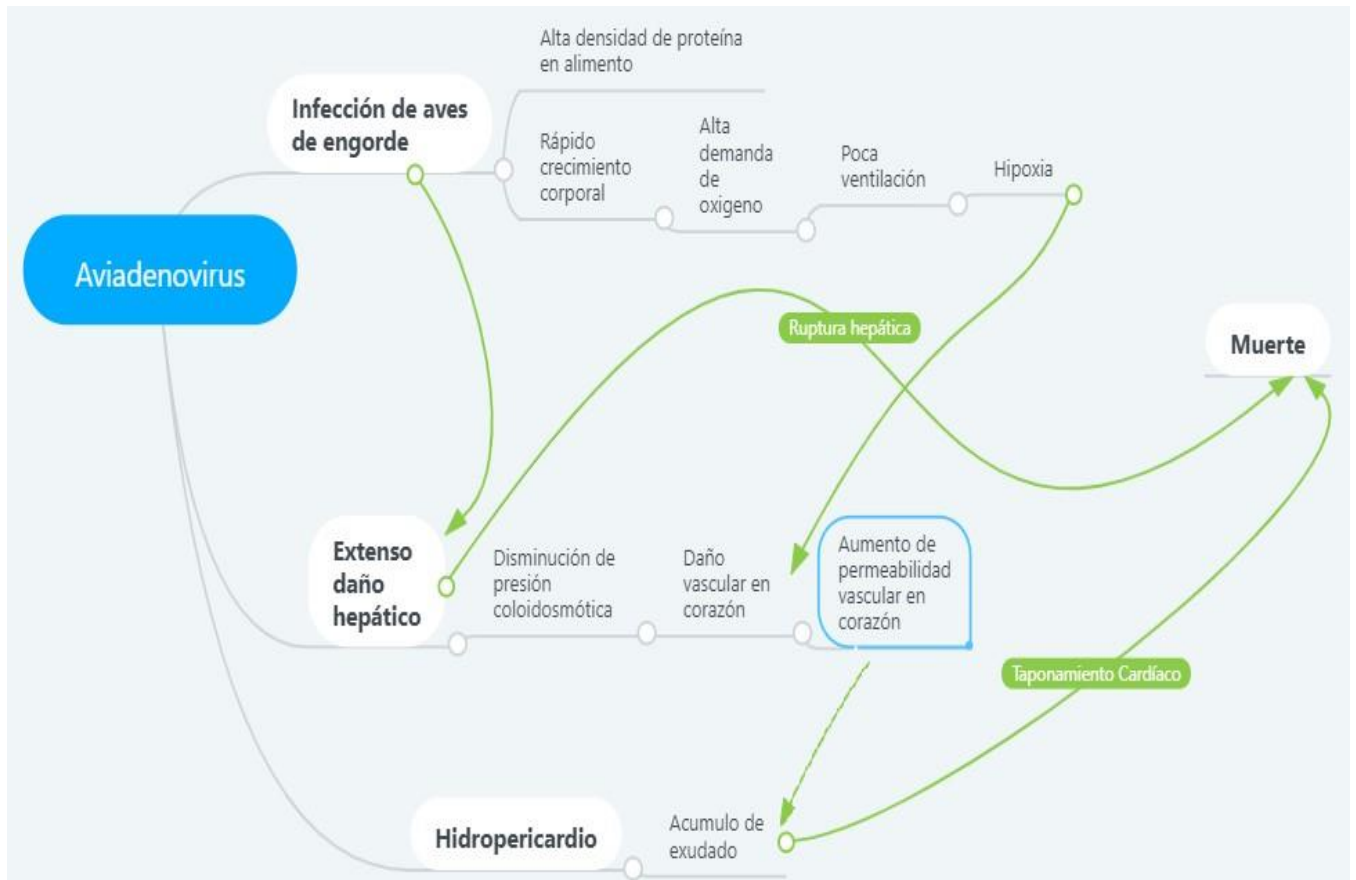 Alta densidad de proteína
en alimento
Infección de aves
de engorde
Rápido
crecimiento
corporal
Alta
demanda
de
oxigeno
Poca
ventilación
Hipoxia
Aviadenovirus
Ruptura hepática
Muerte
Extenso
daño
hepático
Disminución de
presión
coloidosmótica
Daño
vascular en
corazón
Aumento de
permeabilidad
vascular en
corazón
Taponamiento Cardíaco
Hidropericardio
Acumulo de
exudado